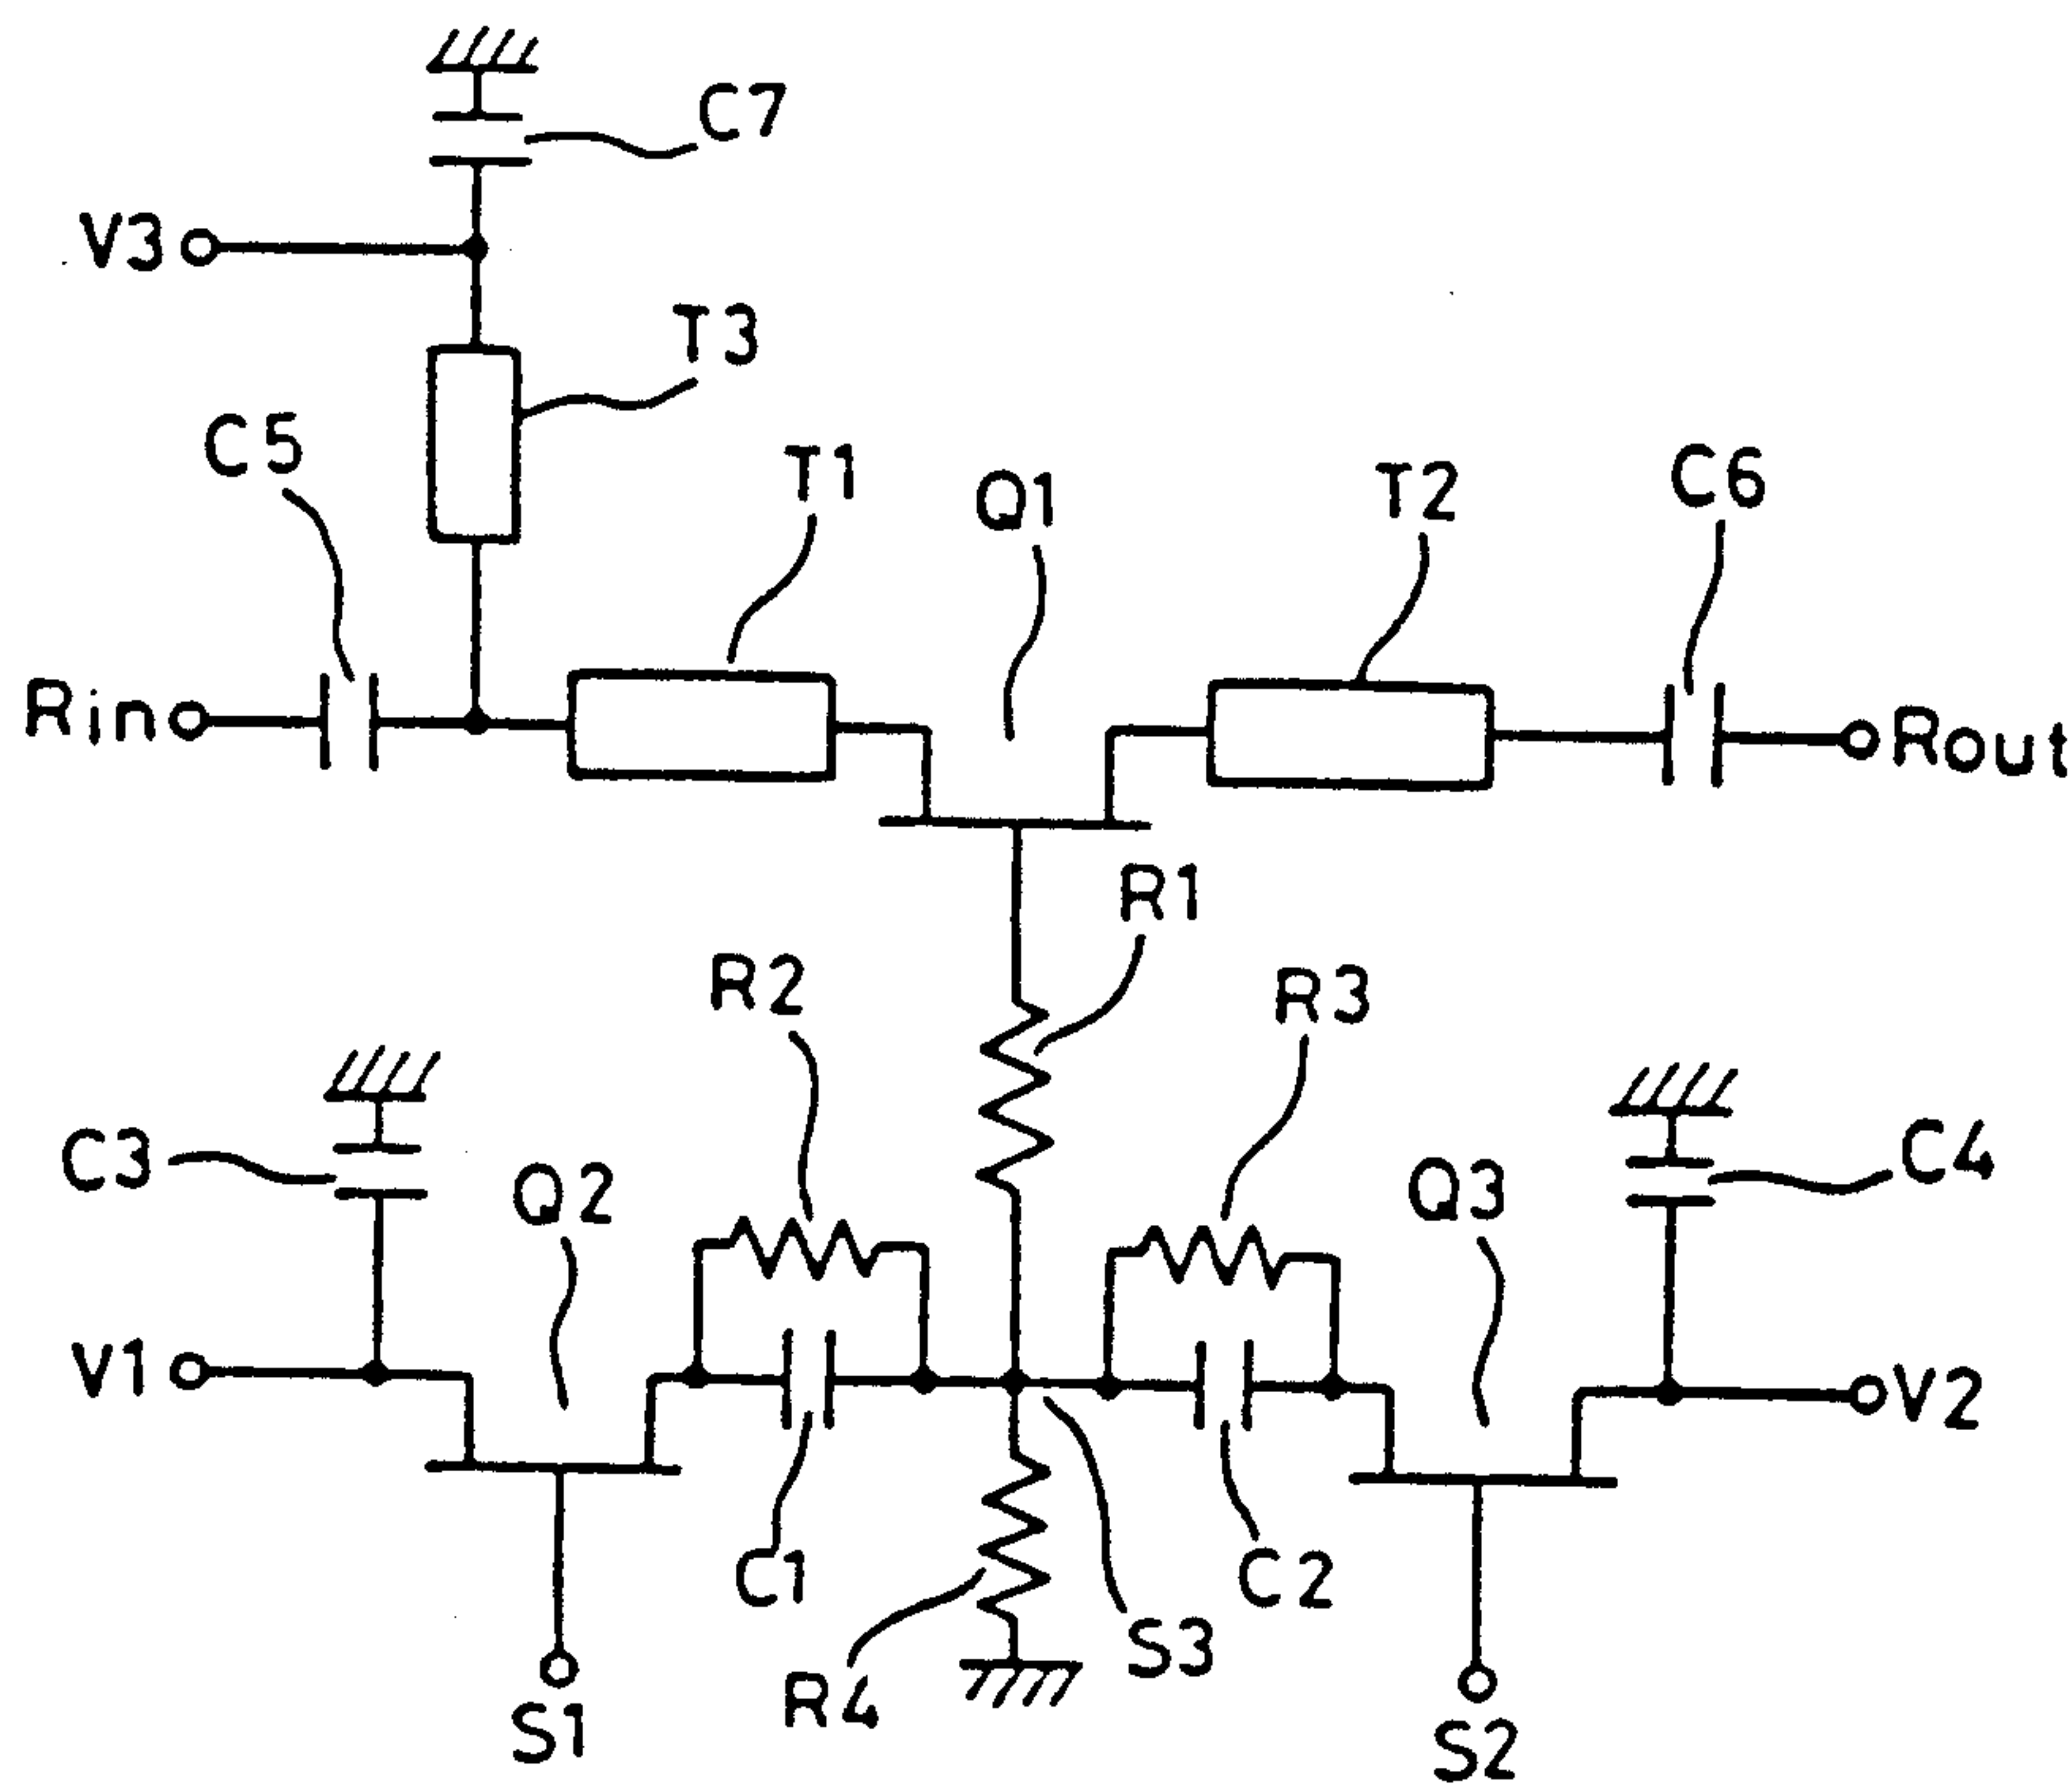 C7
V3
T3
C5
T1
Q1
T2
C6
Rin
Rout
R1
R2
R3
C3
Q2
Q3
C4
V1
V2
C1
C2
S3
R4
S1
S2